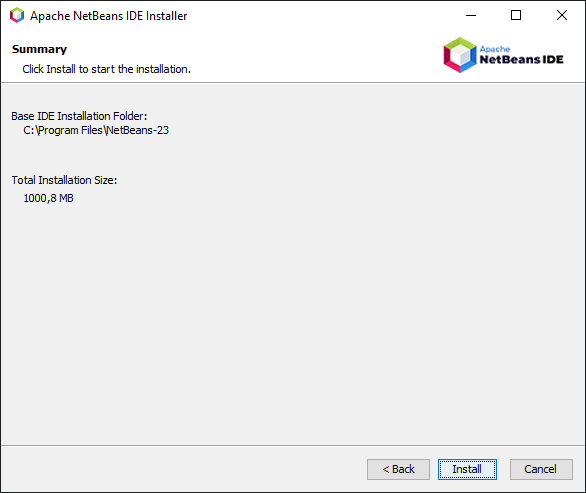 Apache NetBeans IDE Installer
Summary
Click Install to start the installation.
Apache
NetBeans IDE
Base IDE Installation Folder:
C:\Program Files\NetBeans-23
Total Installation Size:
1000,8 MB
< Back
Install
Cancel